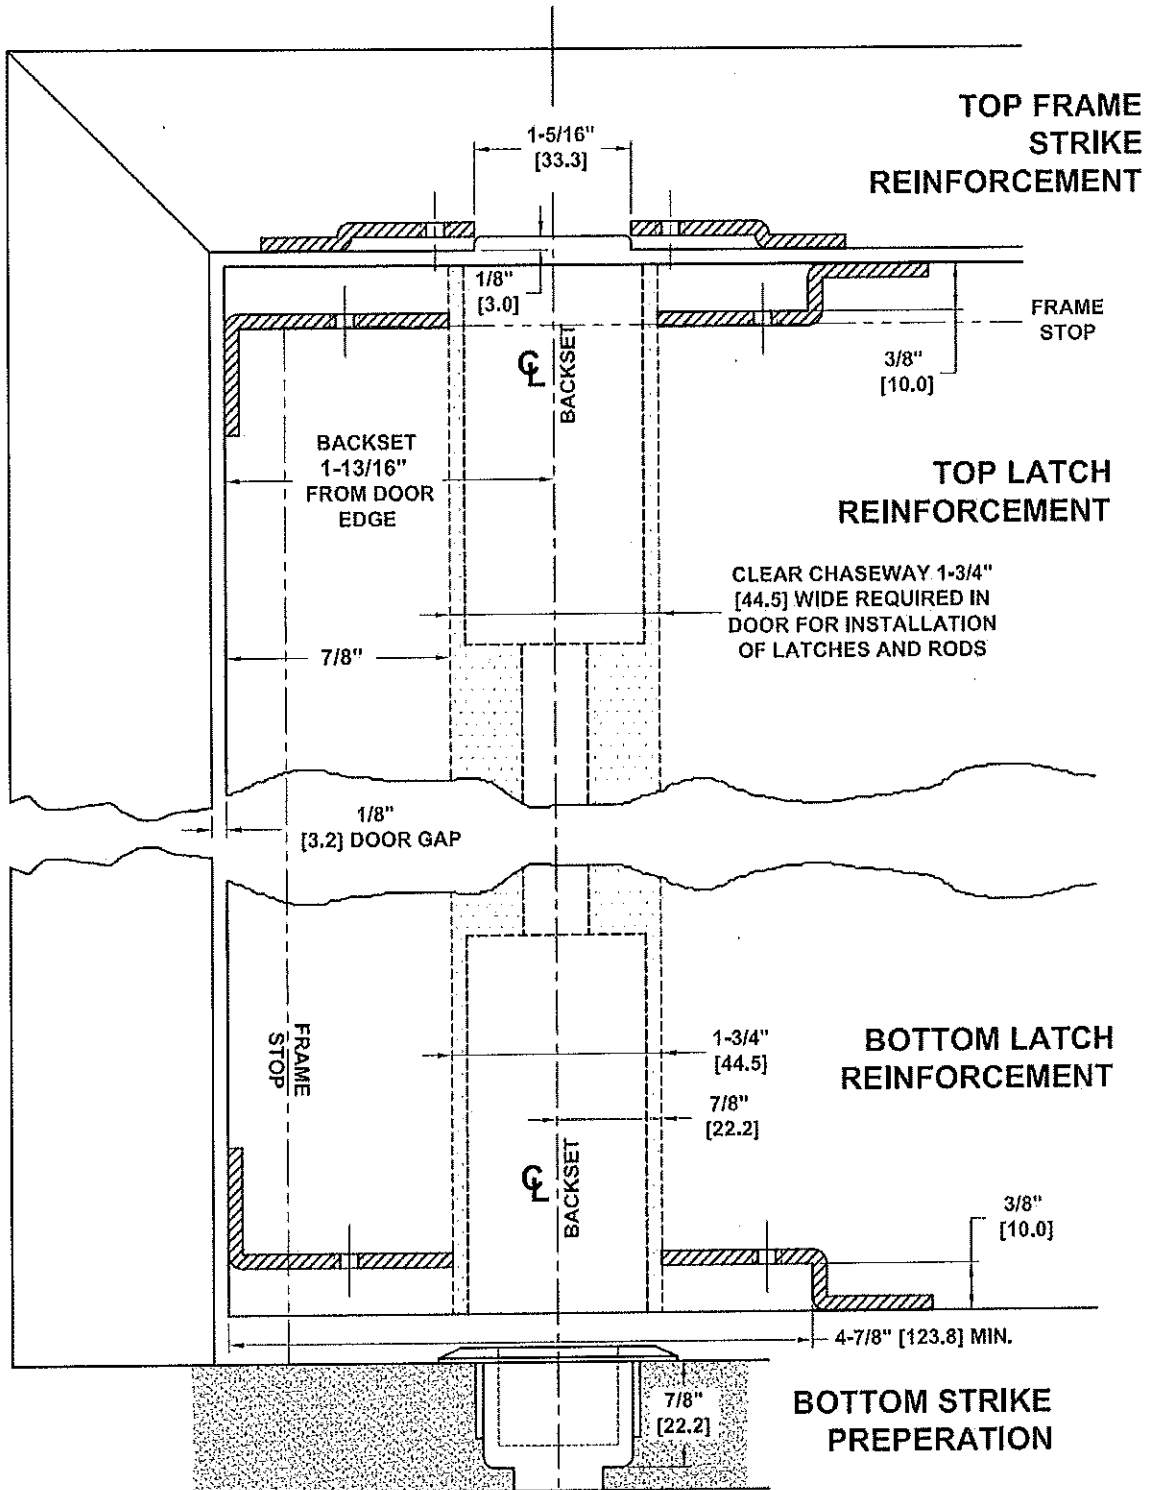 TOP FRAME
STRIKE
REINFORCEMENT
1-5/16"
[33.3]
1/8"
[3.0]
FRAME
STOP
3/8"
[10.0]
℄
BACKSET
BACKSET
1-13/16"
FROM DOOR
EDGE
TOP LATCH
REINFORCEMENT
CLEAR CHASEWAY 1-3/4"
[44.5] WIDE REQUIRED IN
DOOR FOR INSTALLATION
OF LATCHES AND RODS
7/8"
1/8"
[3.2] DOOR GAP
FRAME
STOP
1-3/4"
[44.5]
BOTTOM LATCH
REINFORCEMENT
7/8"
[22.2]
℄
BACKSET
3/8"
[10.0]
4-7/8" [123.8] MIN.
7/8"
[22.2]
BOTTOM STRIKE
PREPERATION